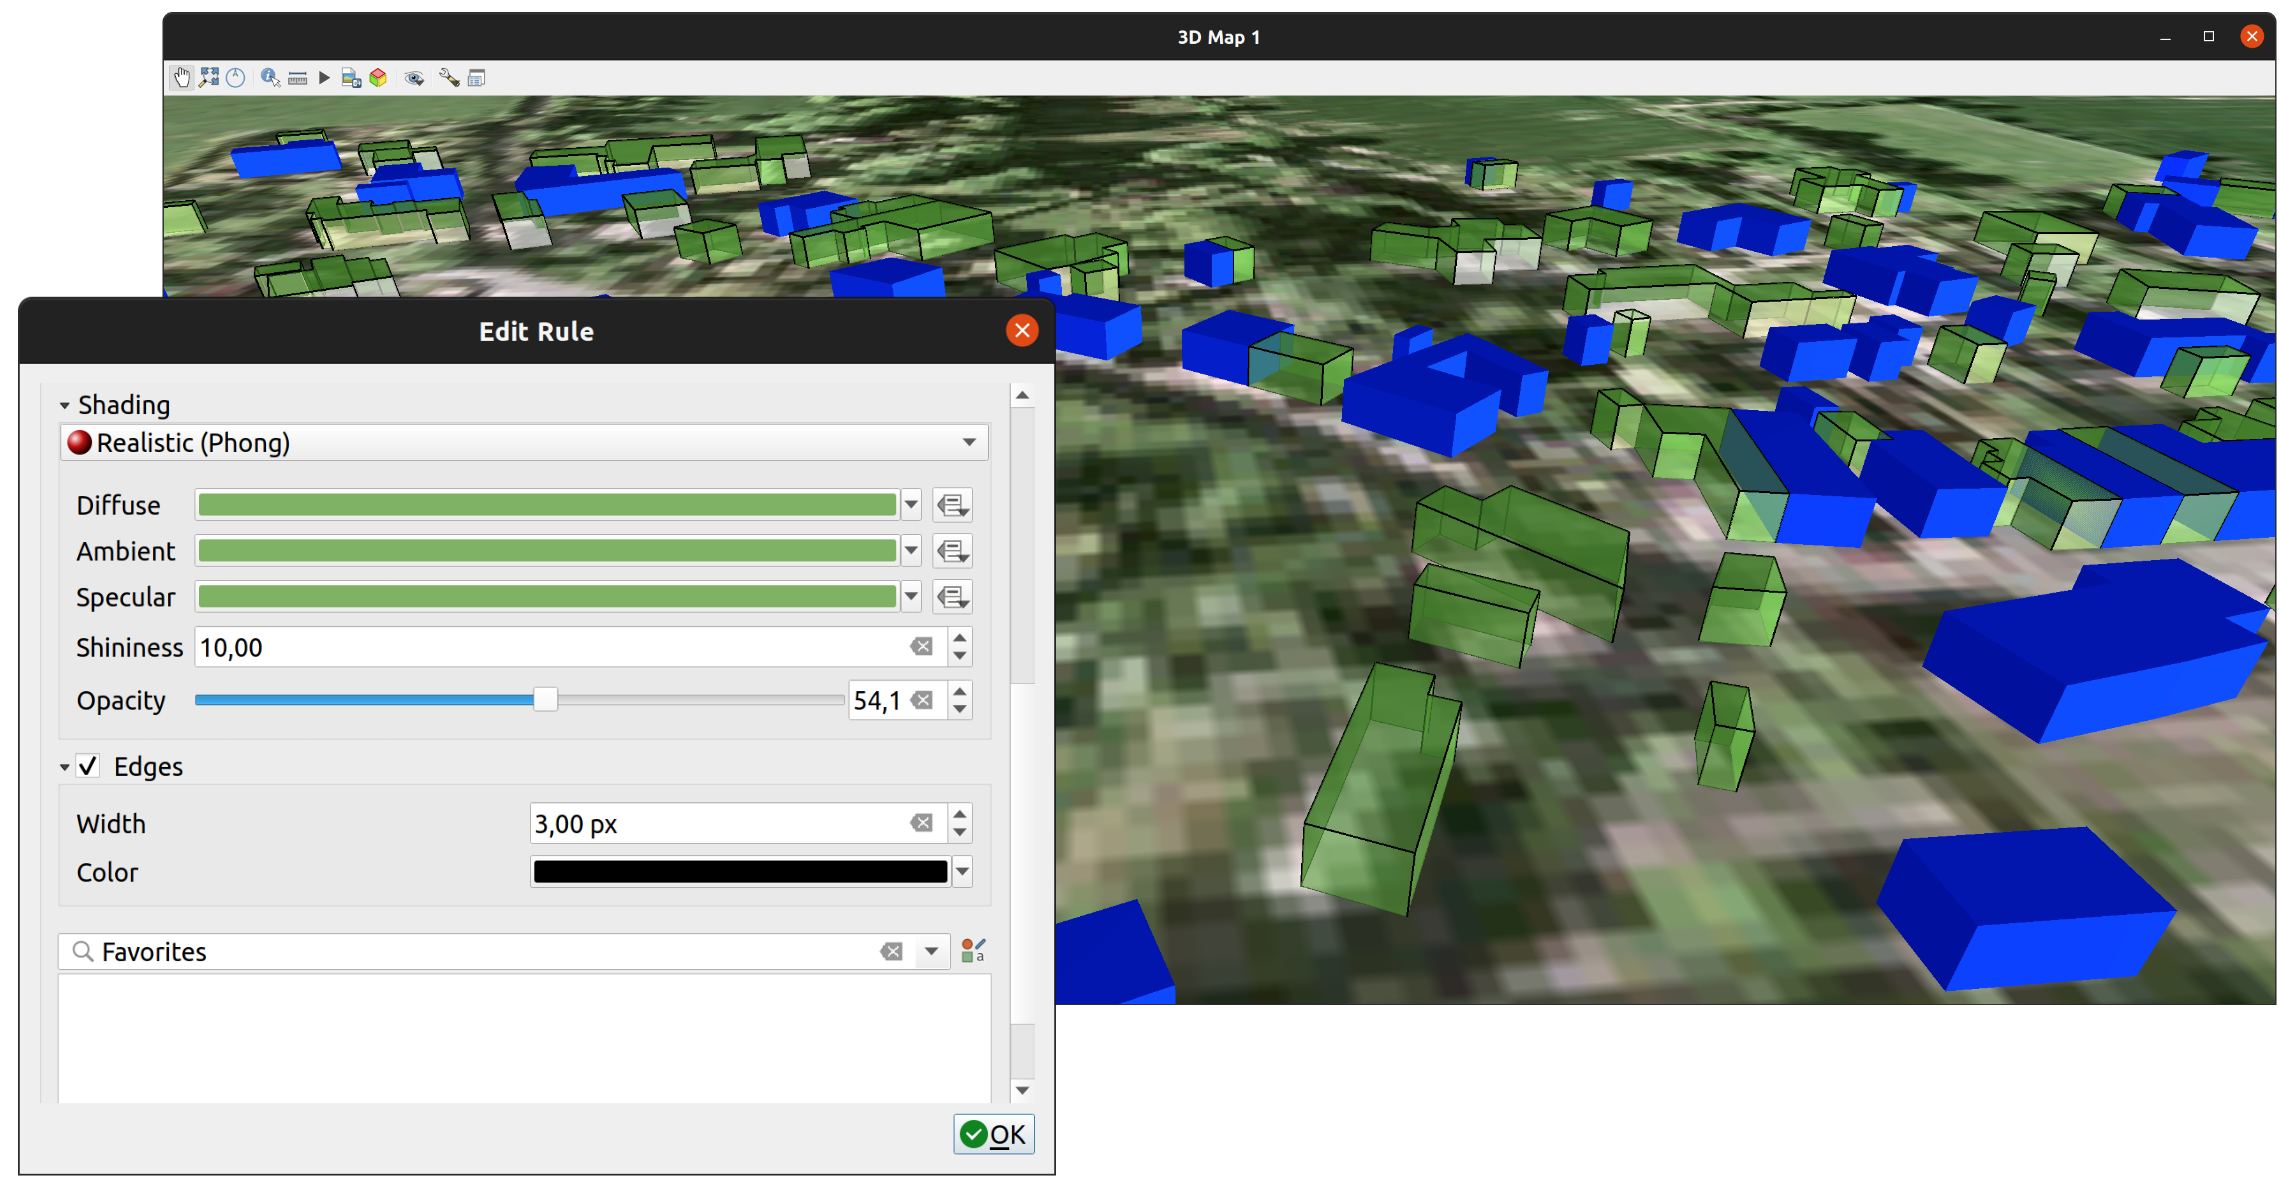 3D Map 1
Edit Rule
Shading
Realistic (Phong)
Diffuse
Ambient
Specular
Shininess 10,00
Opacity 54,1
Edges
Width 3,00 px
Color
Favorites
a
OK